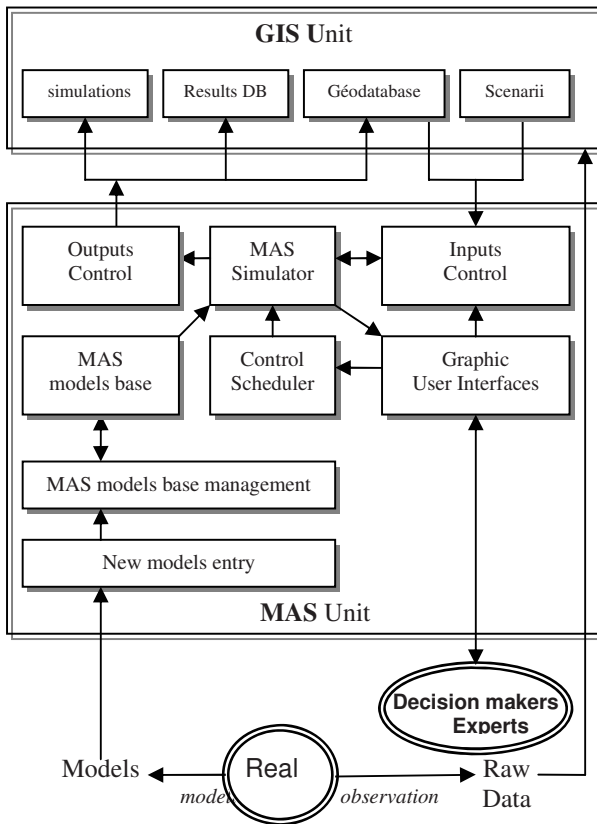 GIS Unit
simulations
Results DB
Géodatabase
Scenarii
Outputs
Control
MAS
Simulator
Inputs
Control
MAS
models base
Control
Scheduler
Graphic
User Interfaces
MAS models base management
New models entry
MAS Unit
Decision makers
Experts
Models
Real
Raw
Data
model
observation